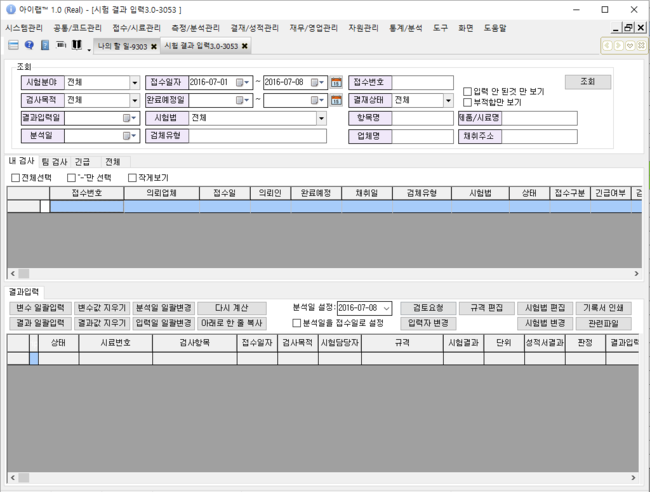 아이랩™ 1.0 (Real) - [시험 결과 입력3.0-3053 ]
시스템관리 공통/코드관리 접수/시료관리 측정/분석관리 결재/성적관리 재무/영업관리 자원관리 통계/분석 도구 화면 도움말
나의 할 일-9303 시험 결과 입력3.0-3053
조회
시험분야 전체 접수일자 2016-07-01 ~ 2016-07-08 접수번호 조회
검사목적 전체 완료예정일 ~ 결재상태 전체 입력 안 된것 만 보기
부적합만 보기
결과입력일 시험법 전체 항목명 제품/시료명
분석일 검체유형 업체명 채취주소
내 검사 팀 검사 긴급 전체
전체선택 "-"만 선택 작게보기
접수번호 의뢰업체 접수일 의뢰인 완료예정 채취일 검체유형 시험법 상태 접수구분 긴급여부
결과입력
변수 일괄입력 변수값 지우기 분석일 일괄변경 다시 계산 분석일 설정: 2016-07-08 검토요청 규격 편집 시험법 편집 기록서 인쇄
결과 일괄입력 결과값 지우기 입력일 일괄변경 아래로 한 줄 복사 분석일을 접수일로 설정 입력자 변경 시험법 변경 관련파일
상태 시료번호 검사항목 접수일자 검사목적 시험담당자 규격 시험결과 단위 성적서결과 판정 결과입력